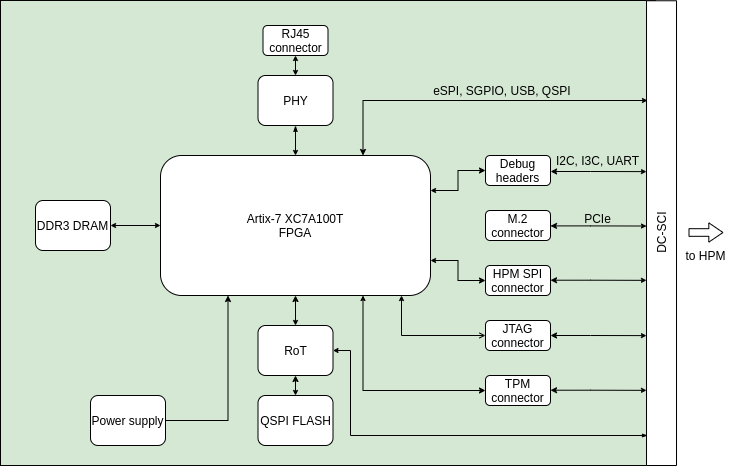 RJ45
connector
PHY
eSPI, SGPIO, USB, QSPI
Debug
headers
I2C, I3C, UART
Artix-7 XC7A100T
FPGA
DDR3 DRAM
M.2
connector
PCIe
DC-SCI
to HPM
HPM SPI
connector
JTAG
connector
RoT
TPM
connector
Power supply
QSPI FLASH